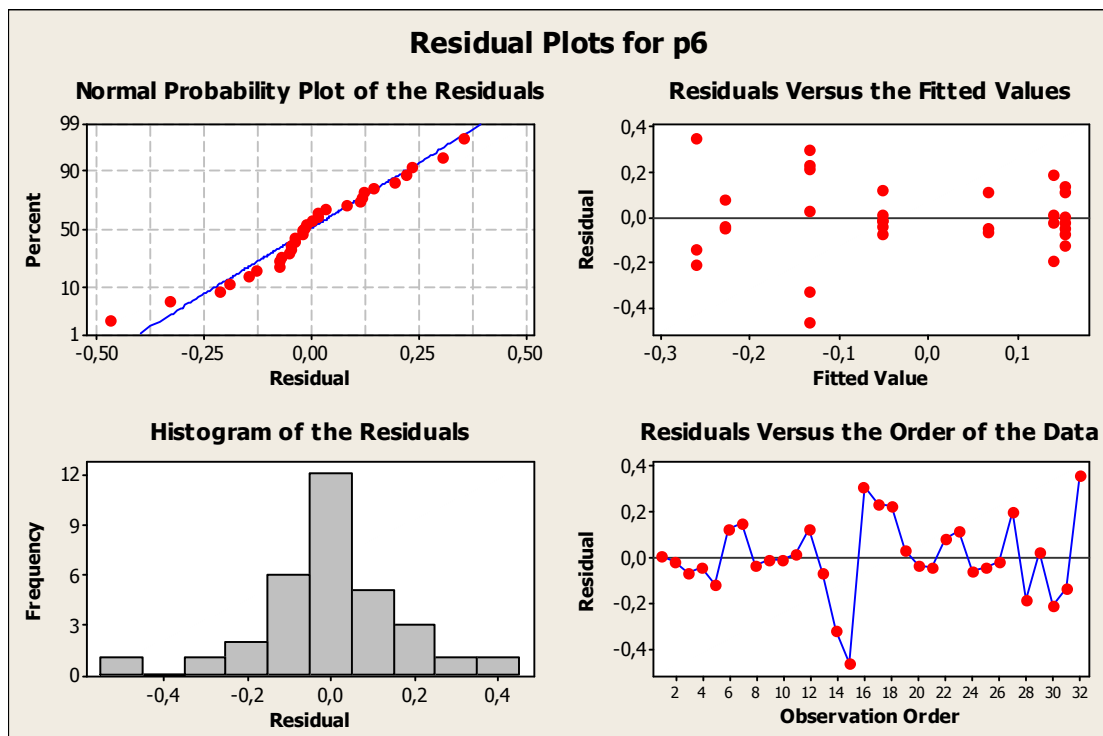 Residual Plots for p6
Normal Probability Plot of the Residuals
99
90
50
10
1
Percent
-0,50 -0,25 0,00 0,25 0,50
Residual
Residuals Versus the Fitted Values
0,4
0,2
0,0
-0,2
-0,4
Residual
-0,3 -0,2 -0,1 0,0 0,1
Fitted Value
Histogram of the Residuals
12
9
6
3
0
Frequency
-0,4 -0,2 0,0 0,2 0,4
Residual
Residuals Versus the Order of the Data
0,4
0,2
0,0
-0,2
-0,4
Residual
2 4 6 8 10 12 14 16 18 20 22 24 26 28 30 32
Observation Order